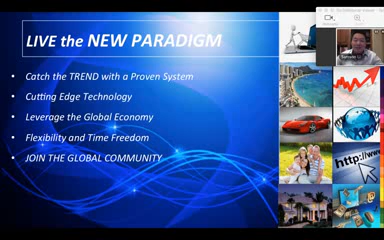 LIVE the NEW PARADIGM
• Catch the TREND with a Proven System
• Cutting Edge Technology
• Leverage the Global Economy
• Flexibility and Time Freedom
• JOIN THE GLOBAL COMMUNITY
http://www